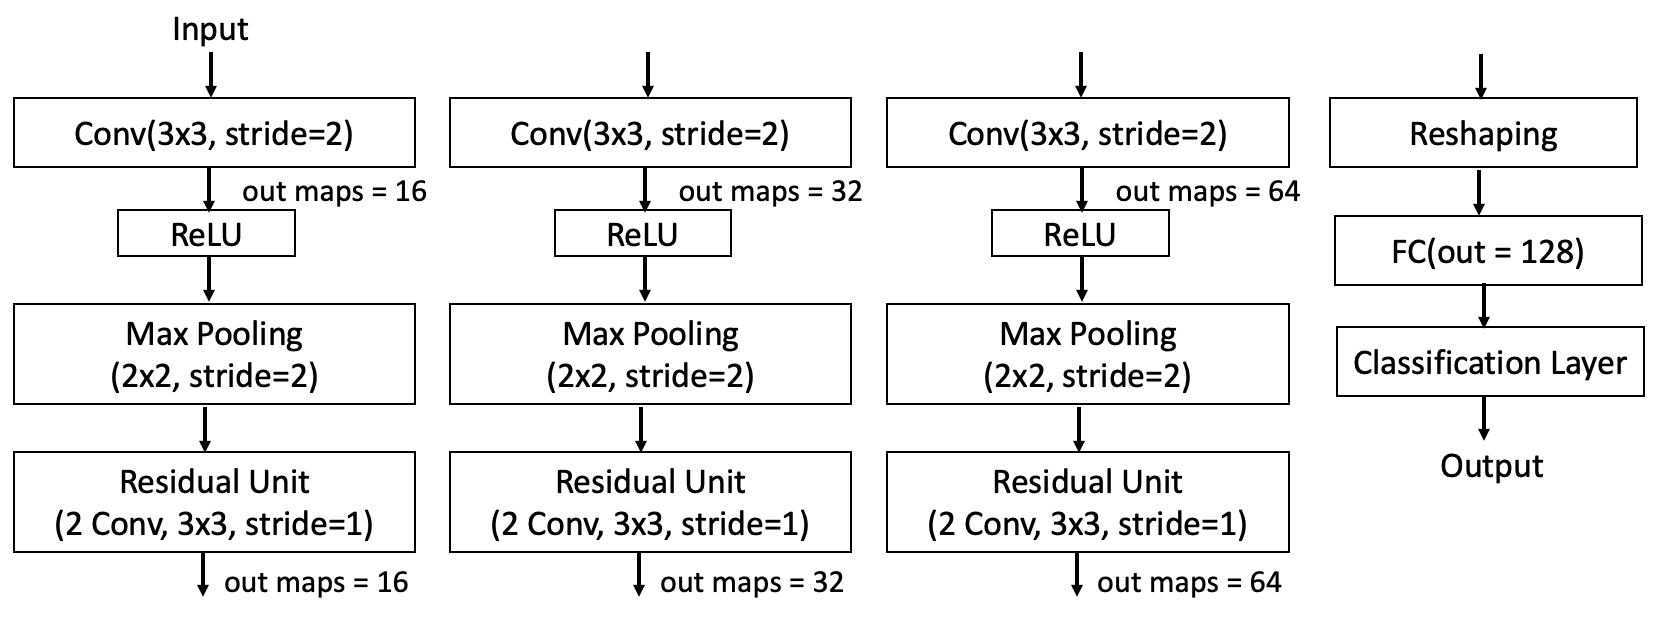 Input
Conv(3x3, stride=2)
out maps = 16
ReLU
Max Pooling
(2x2, stride=2)
Residual Unit
(2 Conv, 3x3, stride=1)
out maps = 16
Conv(3x3, stride=2)
out maps = 32
ReLU
Max Pooling
(2x2, stride=2)
Residual Unit
(2 Conv, 3x3, stride=1)
out maps = 32
Conv(3x3, stride=2)
out maps = 64
ReLU
Max Pooling
(2x2, stride=2)
Residual Unit
(2 Conv, 3x3, stride=1)
out maps = 64
Reshaping
FC(out = 128)
Classification Layer
Output